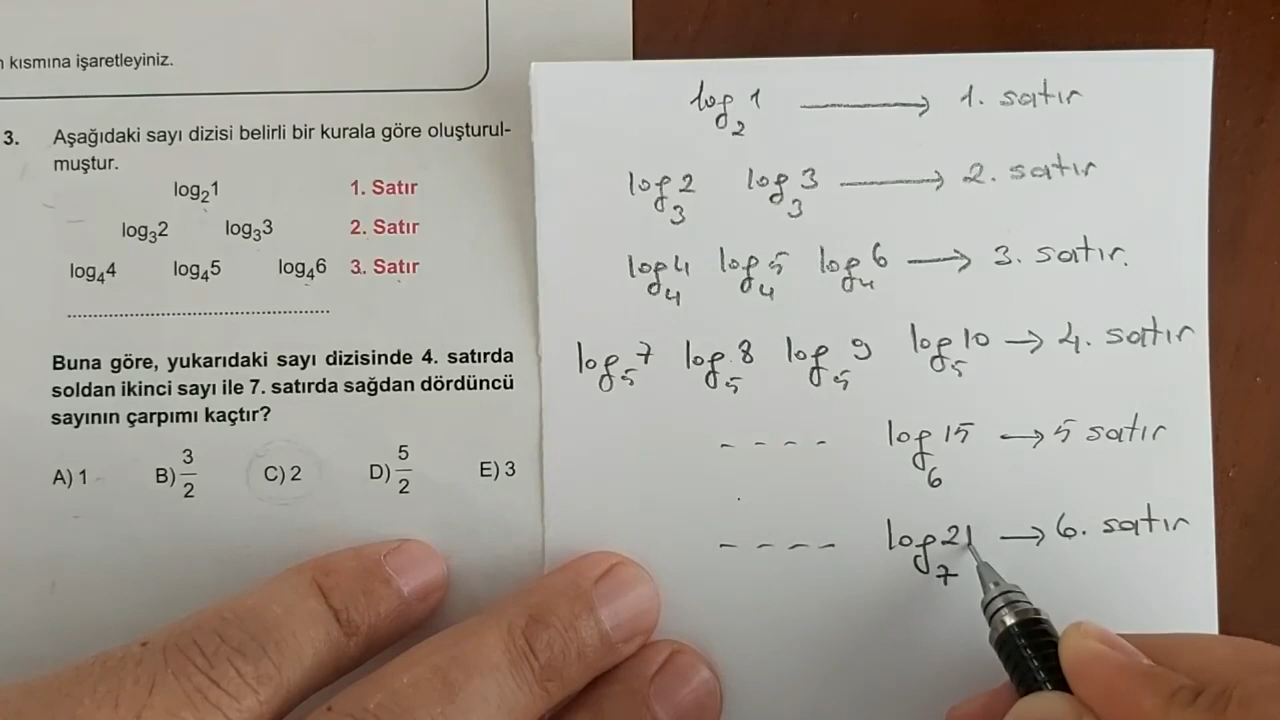 n kısmına işaretleyiniz.
3. Aşağıdaki sayı dizisi belirli bir kurala göre oluşturul-
muştur.
log₂1 1. Satır
log₃2 log₃3 2. Satır
log₄4 log₄5 log₄6 3. Satır
................................................
Buna göre, yukarıdaki sayı dizisinde 4. satırda
soldan ikinci sayı ile 7. satırda sağdan dördüncü
sayının çarpımı kaçtır?
A) 1 B) 3/2 C) 2 D) 5/2 E) 3
log₂1 → 1. satır
log₃2 log₃3 → 2. satır
log₄4 log₄5 log₄6 → 3. satır.
log₅7 log₅8 log₅9 log₅10 → 4. satır
- - - - log₆15 → 5 satır
- - - - log₇21 → 6. satır